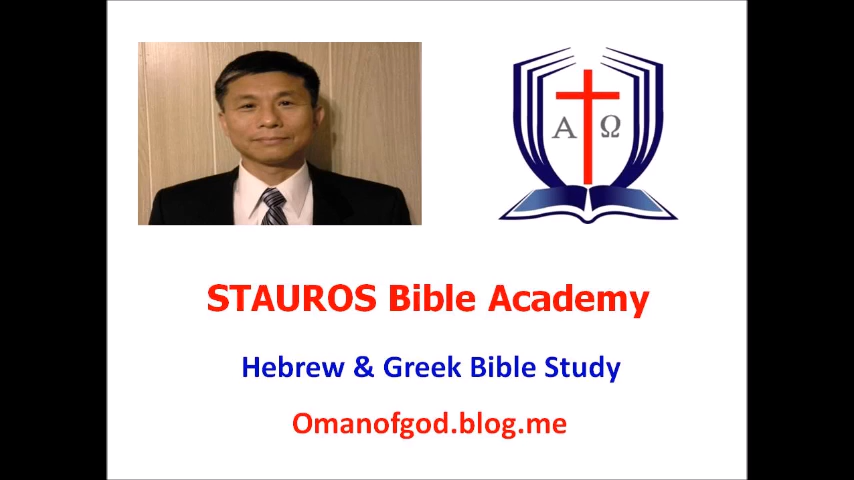 Α Ω
STAUROS Bible Academy
Hebrew & Greek Bible Study
Omanofgod.blog.me